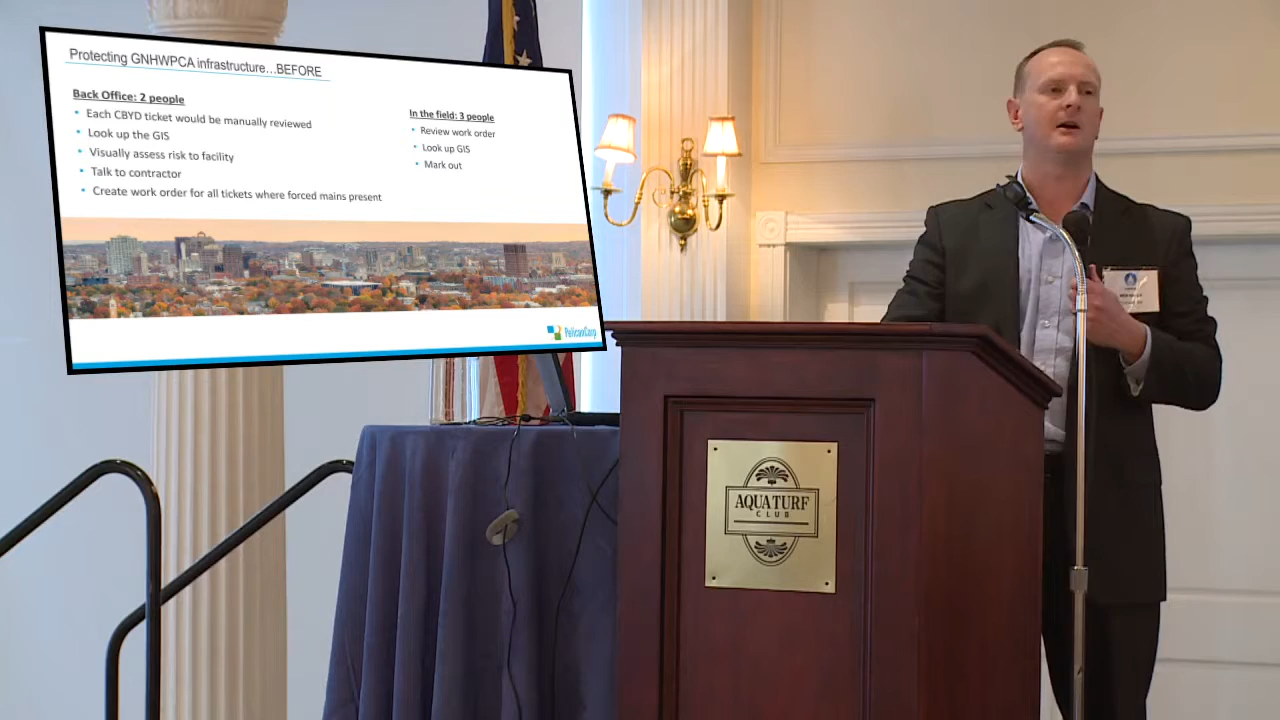 Protecting GNHWPCA infrastructure...BEFORE
Back Office: 2 people
• Each CBYD ticket would be manually reviewed
• Look up the GIS
• Visually assess risk to facility
• Talk to contractor
• Create work order for all tickets where forced mains present
In the field: 3 people
• Review work order
• Look up GIS
• Mark out
PelicanCorp
AQUATURF
CLUB